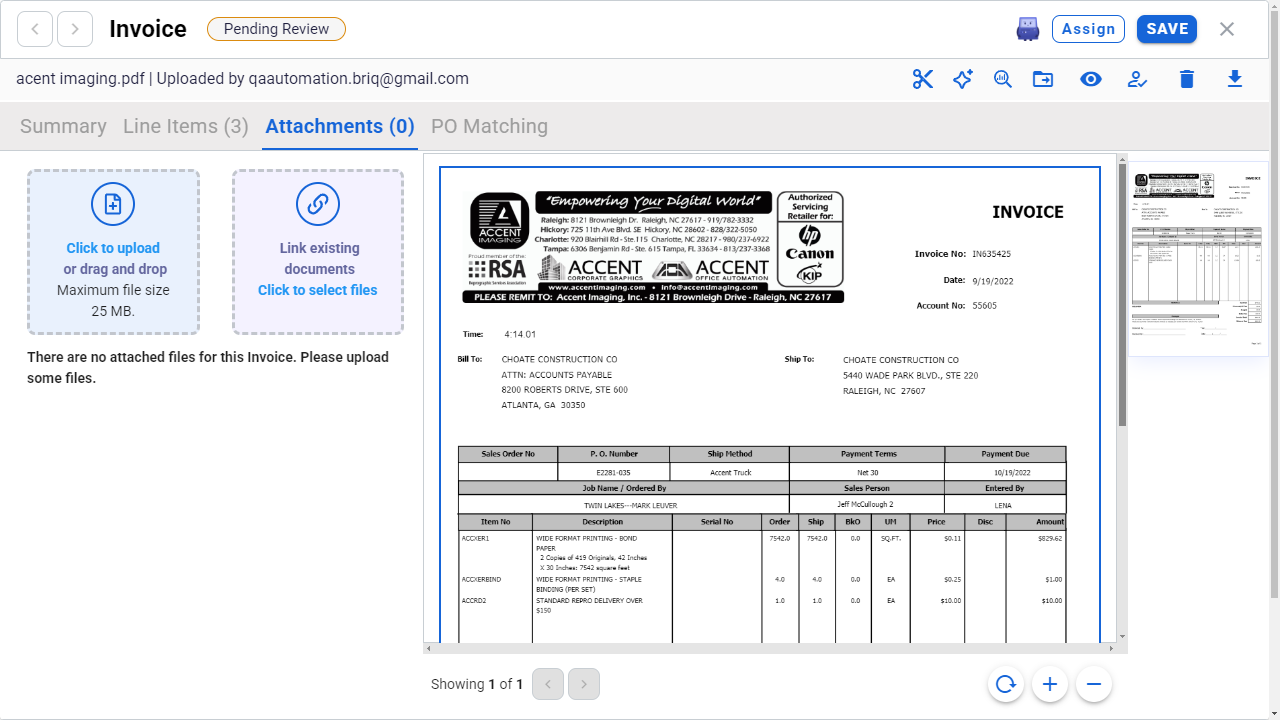 Invoice
Pending Review
Assign
SAVE
acent imaging.pdf | Uploaded by qaautomation.briq@gmail.com
Summary
Line Items (3)
Attachments (0)
PO Matching
Click to upload
or drag and drop
Maximum file size
25 MB.
Link existing
documents
Click to select files
There are no attached files for this Invoice. Please upload
some files.
ACCENT
IMAGING
"Empowering Your Digital World"
Raleigh: 8121 Brownleigh Dr. Raleigh, NC 27617 - 919/782-3332
Hickory: 725 11th Ave Blvd. SE Hickory, NC 28602 - 828/322-5050
Charlotte: 920 Blairhill Rd - Ste.115 Charlotte, NC 28217 - 980/237-6922
Tampa: 6306 Benjamin Rd - Ste. 615 Tampa, FL 33634 - 813/237-3368
Proud member of the:
RSA
Reprographic Services Association
ACCENT
CORPORATE GRAPHICS
ACCENT
OFFICE AUTOMATION
www.accentimaging.com • info@accentimaging.com
PLEASE REMIT TO: Accent Imaging, Inc. - 8121 Brownleigh Drive - Raleigh, NC 27617
Authorized
Servicing
Retailer for:
hp
Canon
KIP
INVOICE
Invoice No: IN635425
Date: 9/19/2022
Account No: 55605
Time: 4:14.01
Bill To: CHOATE CONSTRUCTION CO
ATTN: ACCOUNTS PAYABLE
8200 ROBERTS DRIVE, STE 600
ATLANTA, GA 30350
Ship To: CHOATE CONSTRUCTION CO
5440 WADE PARK BLVD., STE 220
RALEIGH, NC 27607
Sales Order No P. O. Number Ship Method Payment Terms Payment Due
E2281-035 Accent Truck Net 30 10/19/2022
Job Name / Ordered By Sales Person Entered By
TWIN LAKES---MARK LEUVER Jeff McCullough 2 LENA
Item No Description Serial No Order Ship BkO UM Price Disc Amount
ACCXER1 WIDE FORMAT PRINTING - BOND 7542.0 7542.0 0.0 SQ.FT. $0.11 $829.62
PAPER
2 Copies of 419 Originals, 42 Inches
X 30 Inches: 7542 square feet
ACCXERBIND WIDE FORMAT PRINTING - STAPLE 4.0 4.0 0.0 EA $0.25 $1.00
BINDING (PER SET)
ACCRD2 STANDARD REPRO DELIVERY OVER 1.0 1.0 0.0 EA $10.00 $10.00
$150
Showing 1 of 1